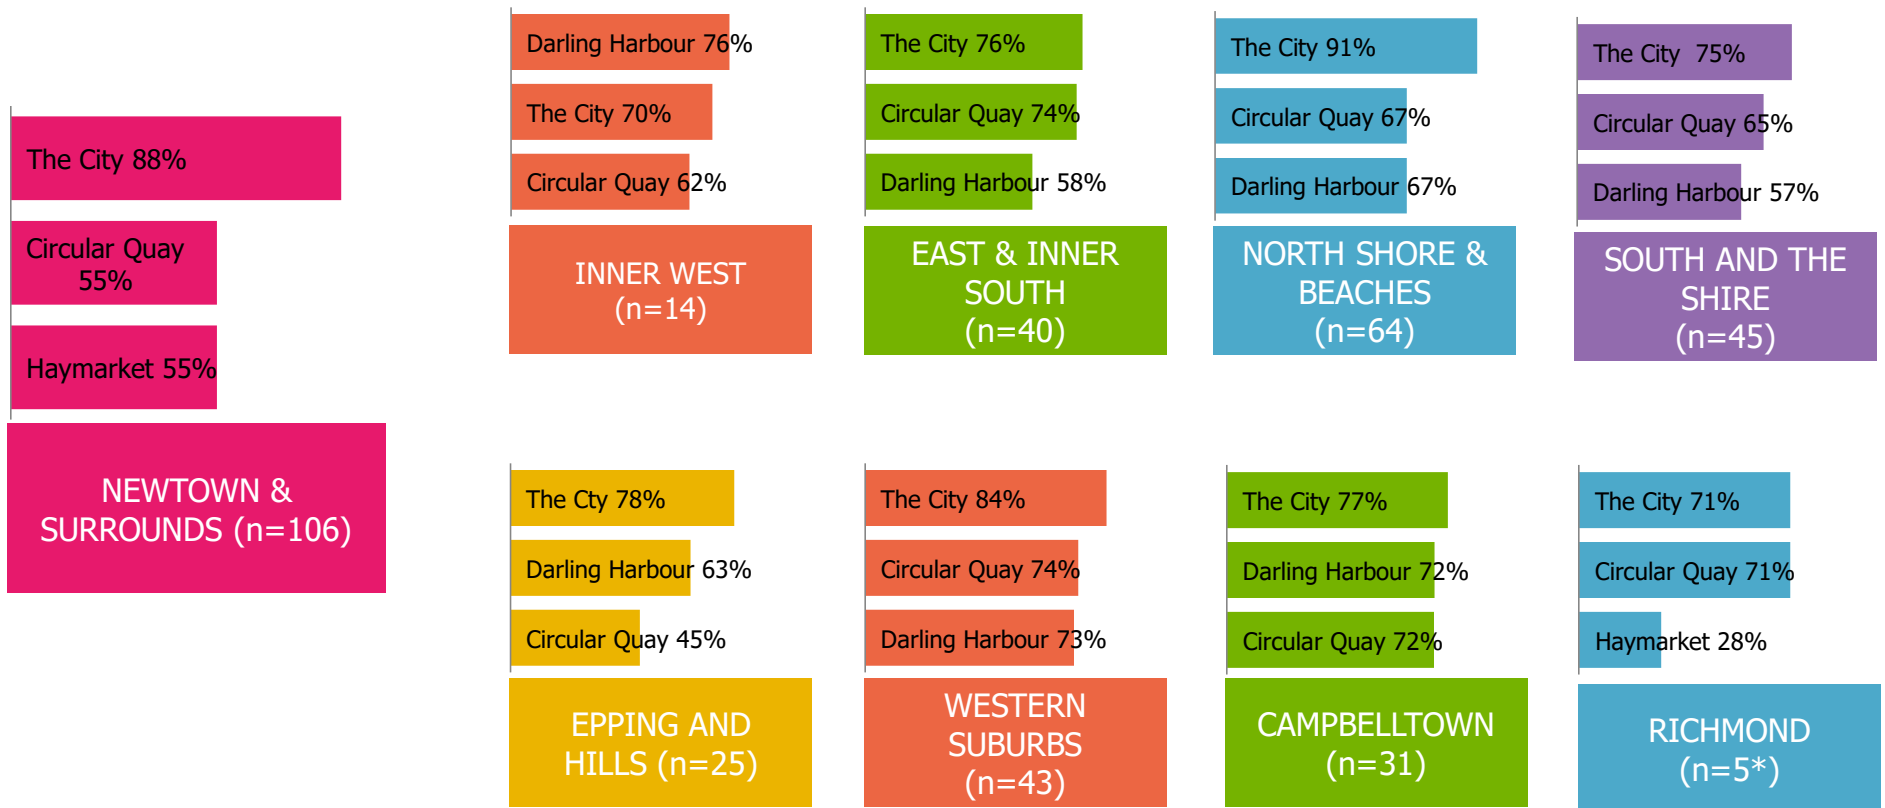 The City 88%
Circular Quay
55%
Haymarket 55%
NEWTOWN &
SURROUNDS (n=106)
Darling Harbour 76%
The City 70%
Circular Quay 62%
INNER WEST
(n=14)
The City 76%
Circular Quay 74%
Darling Harbour 58%
EAST & INNER
SOUTH
(n=40)
The City 91%
Circular Quay 67%
Darling Harbour 67%
NORTH SHORE &
BEACHES
(n=64)
The City  75%
Circular Quay 65%
Darling Harbour 57%
SOUTH AND THE
SHIRE
(n=45)
The Cty 78%
Darling Harbour 63%
Circular Quay 45%
EPPING AND
HILLS (n=25)
The City 84%
Circular Quay 74%
Darling Harbour 73%
WESTERN
SUBURBS
(n=43)
The City 77%
Darling Harbour 72%
Circular Quay 72%
CAMPBELLTOWN
(n=31)
The City 71%
Circular Quay 71%
Haymarket 28%
RICHMOND
(n=5*)